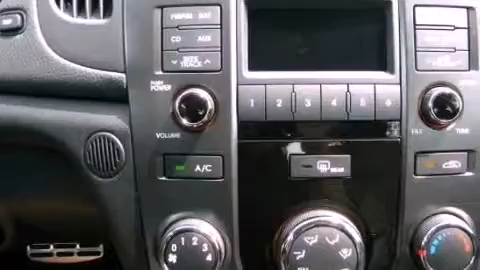 FM/AM SAT
CD AUX
SEEK
TRACK
PUSH
POWER
1 2 3 4 5 6
VOLUME
FILE TUNE
A/C
REAR
0 1 2 3 4